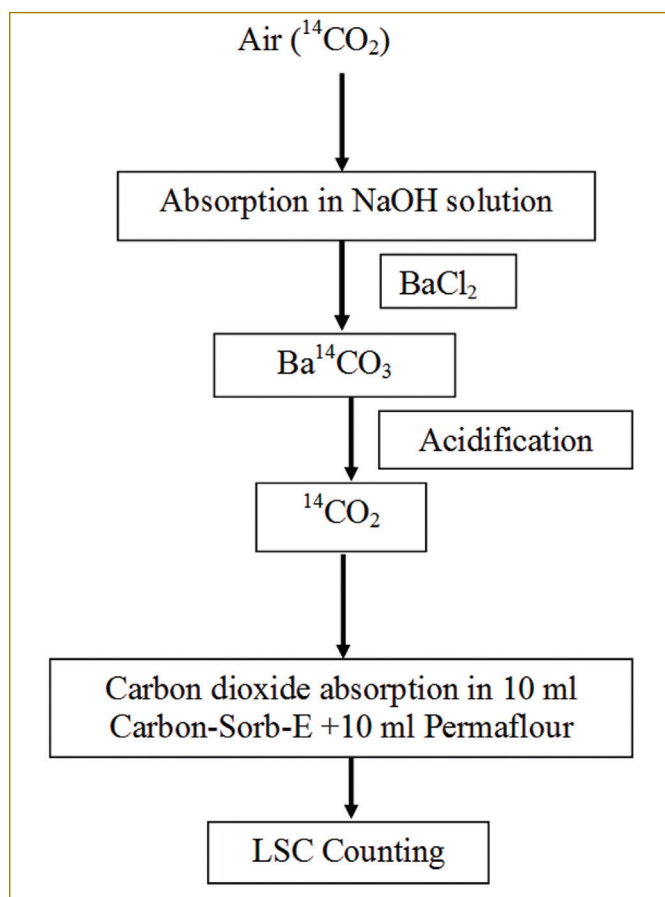 Air (¹⁴CO₂)
Absorption in NaOH solution
BaCl₂
Ba¹⁴CO₃
Acidification
¹⁴CO₂
Carbon dioxide absorption in 10 ml
Carbon-Sorb-E +10 ml Permaflour
LSC Counting